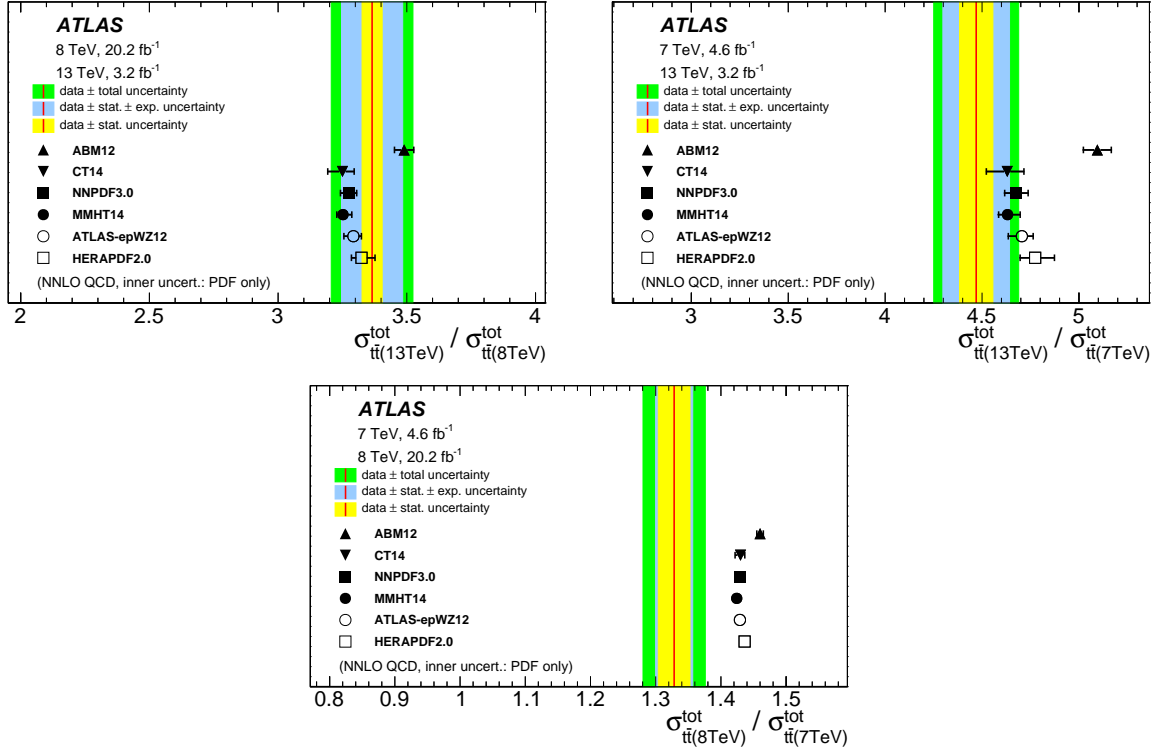 ATLAS
8 TeV, 20.2 fb⁻¹
13 TeV, 3.2 fb⁻¹
data ± total uncertainty
data ± stat. ± exp. uncertainty
data ± stat. uncertainty
ABM12
CT14
NNPDF3.0
MMHT14
ATLAS-epWZ12
HERAPDF2.0
(NNLO QCD, inner uncert.: PDF only)
2 2.5 3 3.5 4
σ^tot_tt̄(13TeV) / σ^tot_tt̄(8TeV)
ATLAS
7 TeV, 4.6 fb⁻¹
13 TeV, 3.2 fb⁻¹
data ± total uncertainty
data ± stat. ± exp. uncertainty
data ± stat. uncertainty
ABM12
CT14
NNPDF3.0
MMHT14
ATLAS-epWZ12
HERAPDF2.0
(NNLO QCD, inner uncert.: PDF only)
3 3.5 4 4.5 5
σ^tot_tt̄(13TeV) / σ^tot_tt̄(7TeV)
ATLAS
7 TeV, 4.6 fb⁻¹
8 TeV, 20.2 fb⁻¹
data ± total uncertainty
data ± stat. ± exp. uncertainty
data ± stat. uncertainty
ABM12
CT14
NNPDF3.0
MMHT14
ATLAS-epWZ12
HERAPDF2.0
(NNLO QCD, inner uncert.: PDF only)
0.8 0.9 1 1.1 1.2 1.3 1.4 1.5
σ^tot_tt̄(8TeV) / σ^tot_tt̄(7TeV)